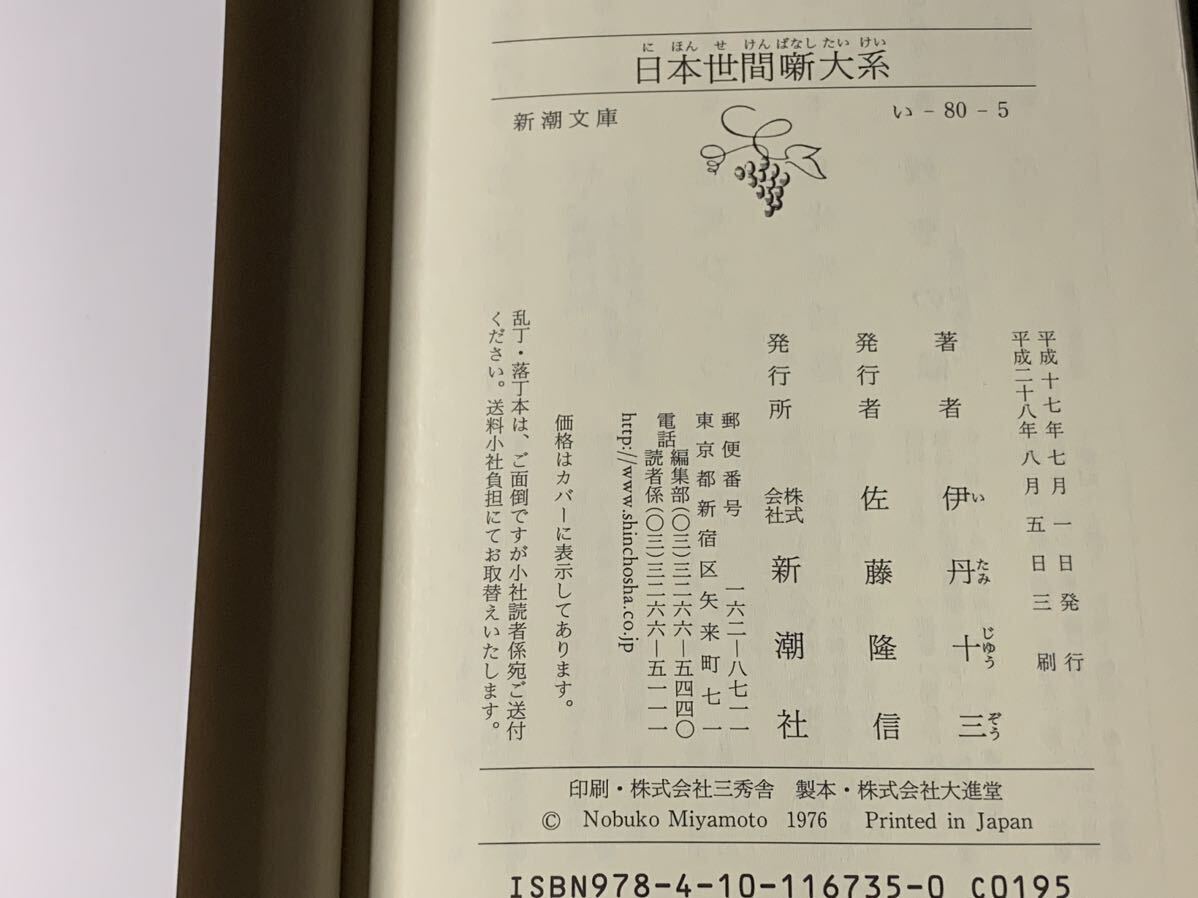 にほんせけんばなしたいけい
日本世間噺大系
新潮文庫
い-80-5
平成十七年七月一日発行
平成二十八年八月五日三刷
著者 伊丹十三
いたみじゅうぞう
発行者 佐藤隆信
発行所 株式会社 新潮社
郵便番号 一六二―八七一一
東京都新宿区矢来町七一
電話 編集部(〇三)三二六六―五四四〇
読者係(〇三)三二六六―五一一一
http://www.shinchosha.co.jp
価格はカバーに表示してあります。
乱丁・落丁本は、ご面倒ですが小社読者係宛ご送付
ください。送料小社負担にてお取替えいたします。
印刷・株式会社三秀舎 製本・株式会社大進堂
© Nobuko Miyamoto 1976 Printed in Japan
ISBN978-4-10-116735-0 C0195